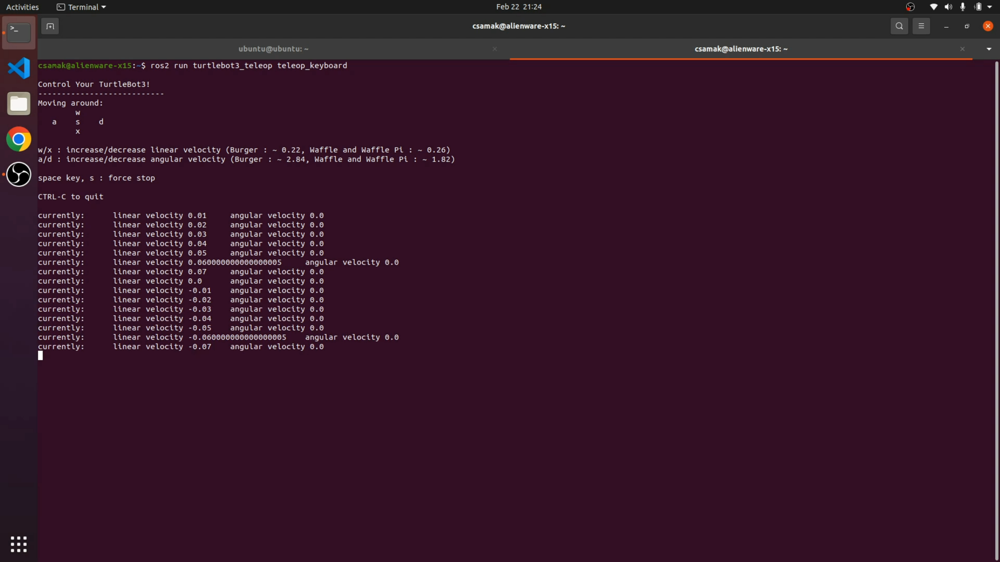 Activities Terminal Feb 22 21:24
csamak@alienware-x15: ~
ubuntu@ubuntu: ~ csamak@alienware-x15: ~
csamak@alienware-x15:~$ ros2 run turtlebot3_teleop teleop_keyboard
Control Your TurtleBot3!
---------------------------
Moving around:
w
a s d
x
w/x : increase/decrease linear velocity (Burger : ~ 0.22, Waffle and Waffle Pi : ~ 0.26)
a/d : increase/decrease angular velocity (Burger : ~ 2.84, Waffle and Waffle Pi : ~ 1.82)
space key, s : force stop
CTRL-C to quit
currently: linear velocity 0.01 angular velocity 0.0
currently: linear velocity 0.02 angular velocity 0.0
currently: linear velocity 0.03 angular velocity 0.0
currently: linear velocity 0.04 angular velocity 0.0
currently: linear velocity 0.05 angular velocity 0.0
currently: linear velocity 0.060000000000000005 angular velocity 0.0
currently: linear velocity 0.07 angular velocity 0.0
currently: linear velocity 0.0 angular velocity 0.0
currently: linear velocity -0.01 angular velocity 0.0
currently: linear velocity -0.02 angular velocity 0.0
currently: linear velocity -0.03 angular velocity 0.0
currently: linear velocity -0.04 angular velocity 0.0
currently: linear velocity -0.05 angular velocity 0.0
currently: linear velocity -0.060000000000000005 angular velocity 0.0
currently: linear velocity -0.07 angular velocity 0.0